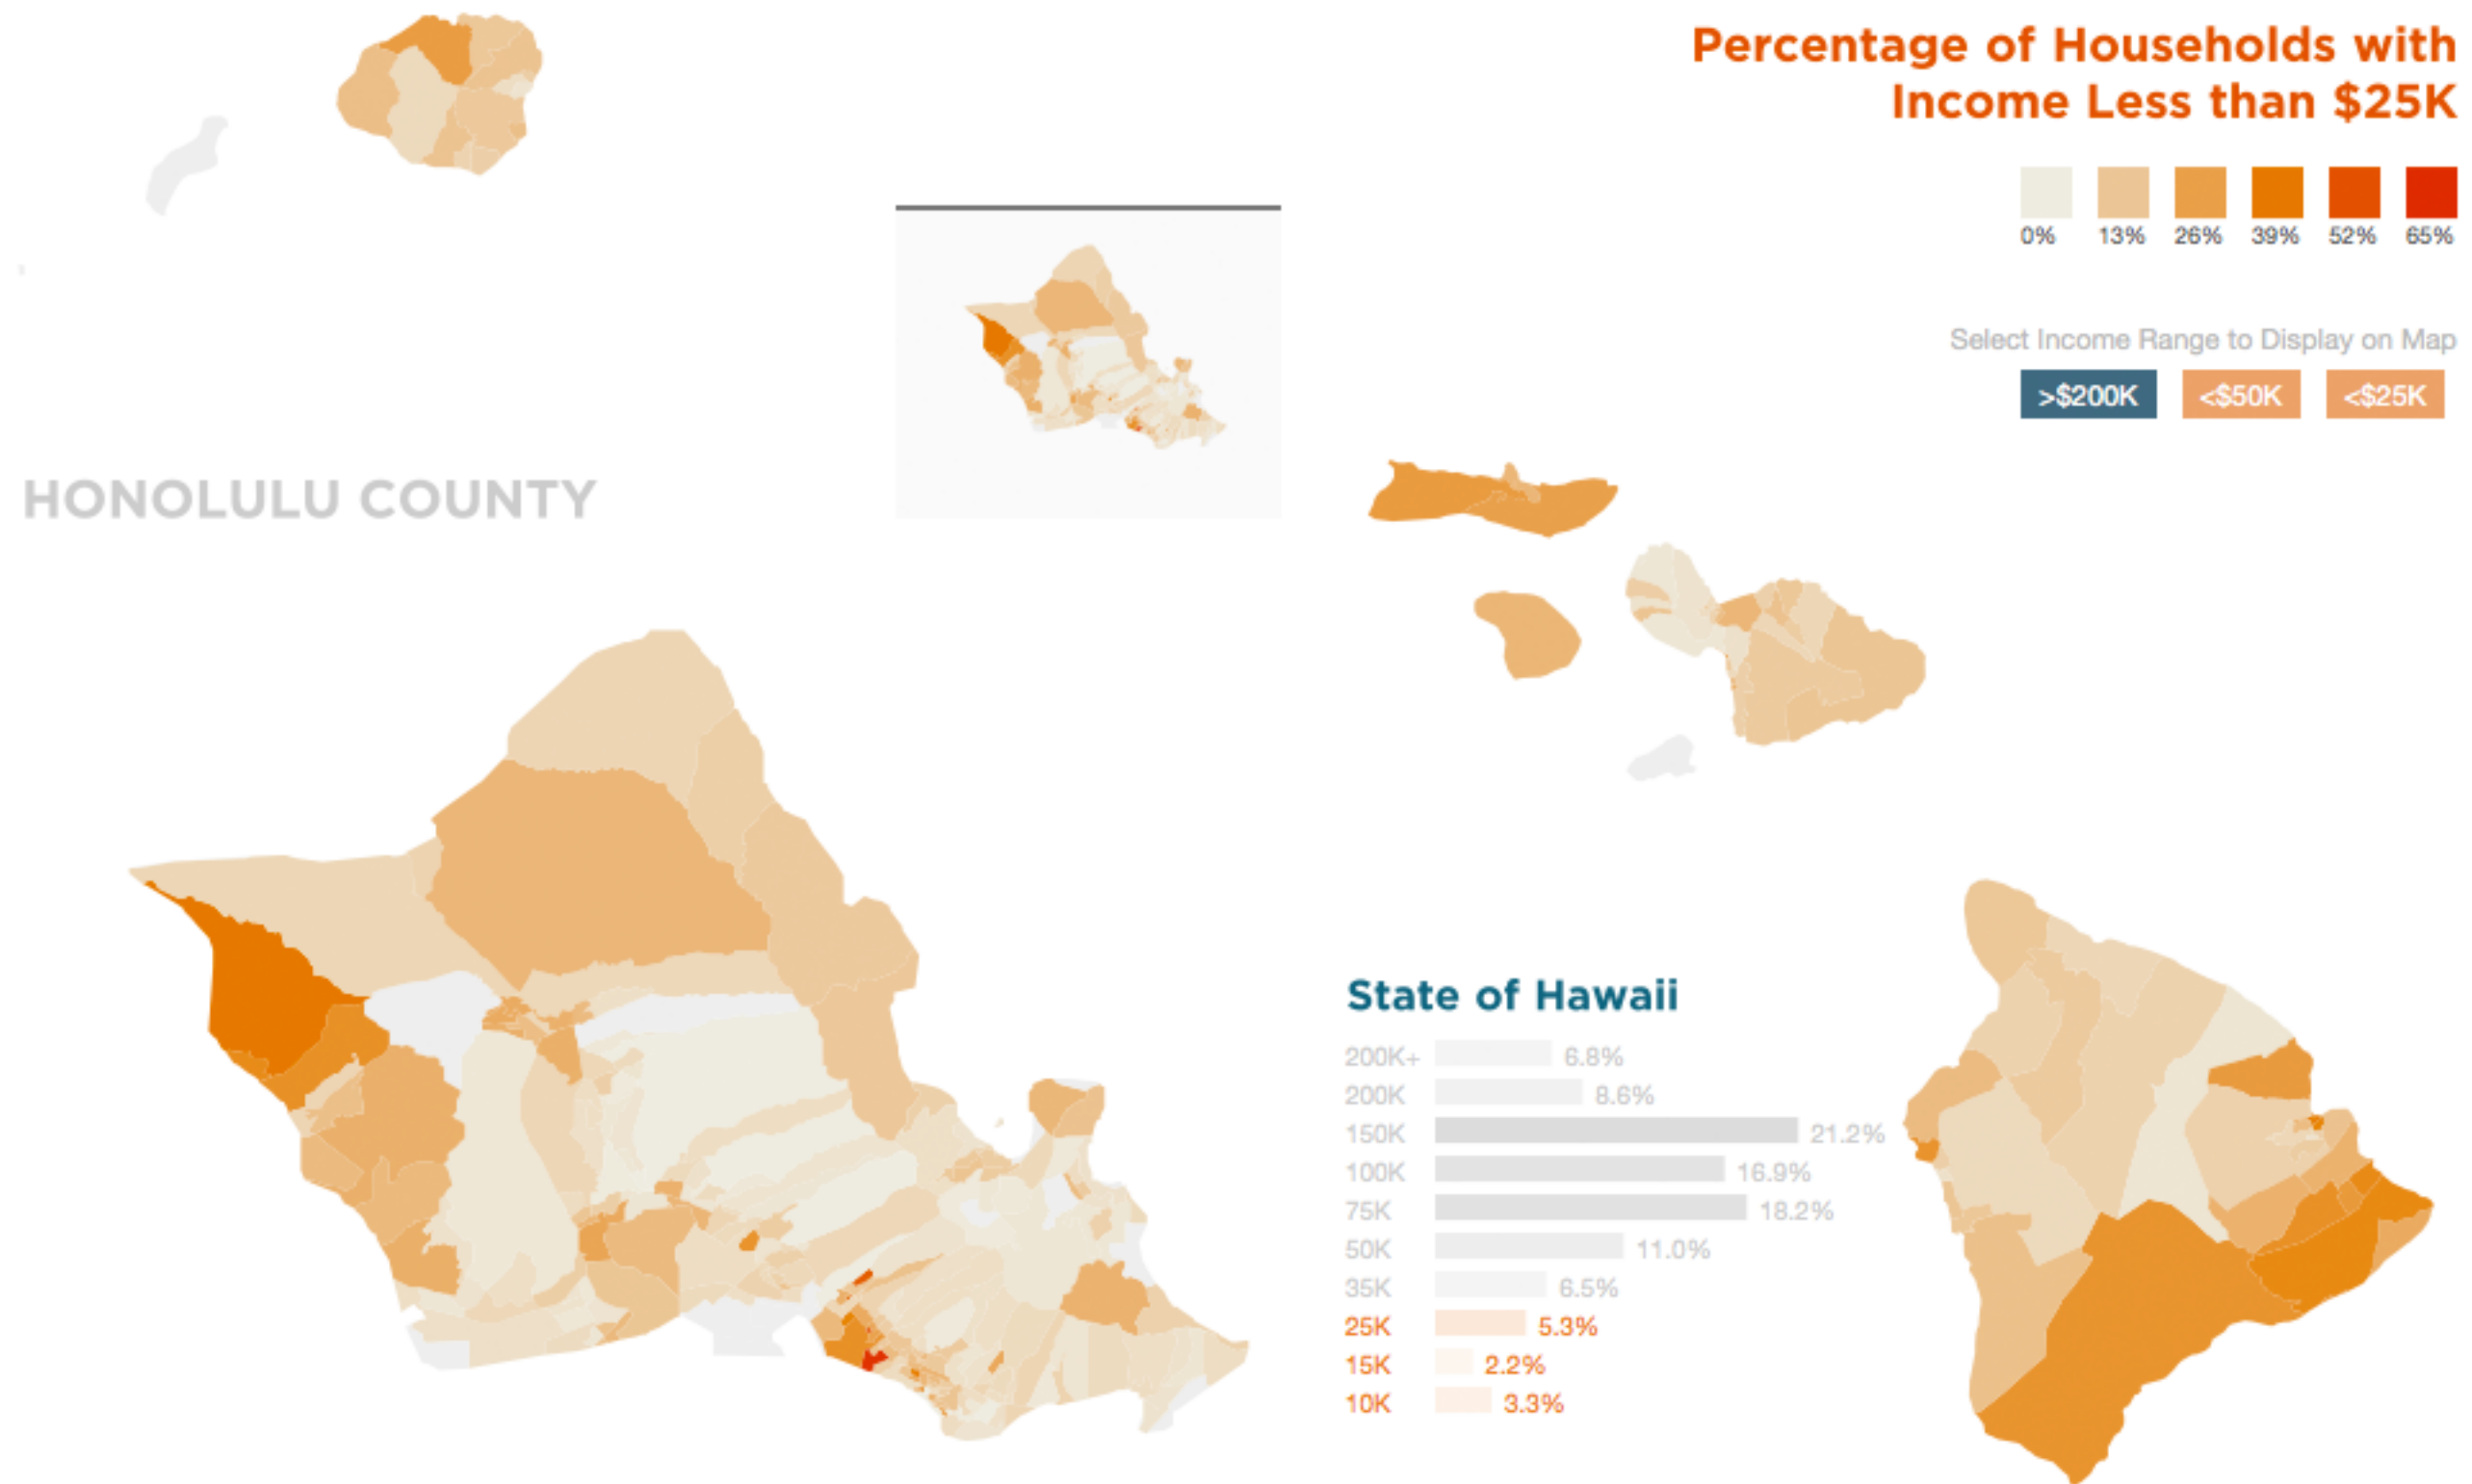 Percentage of Households with
Income Less than $25K
0% 13% 26% 39% 52% 65%
Select Income Range to Display on Map
>$200K <$50K <$25K
HONOLULU COUNTY
State of Hawaii
200K+ 6.8%
200K 8.6%
150K 21.2%
100K 16.9%
75K 18.2%
50K 11.0%
35K 6.5%
25K 5.3%
15K 2.2%
10K 3.3%